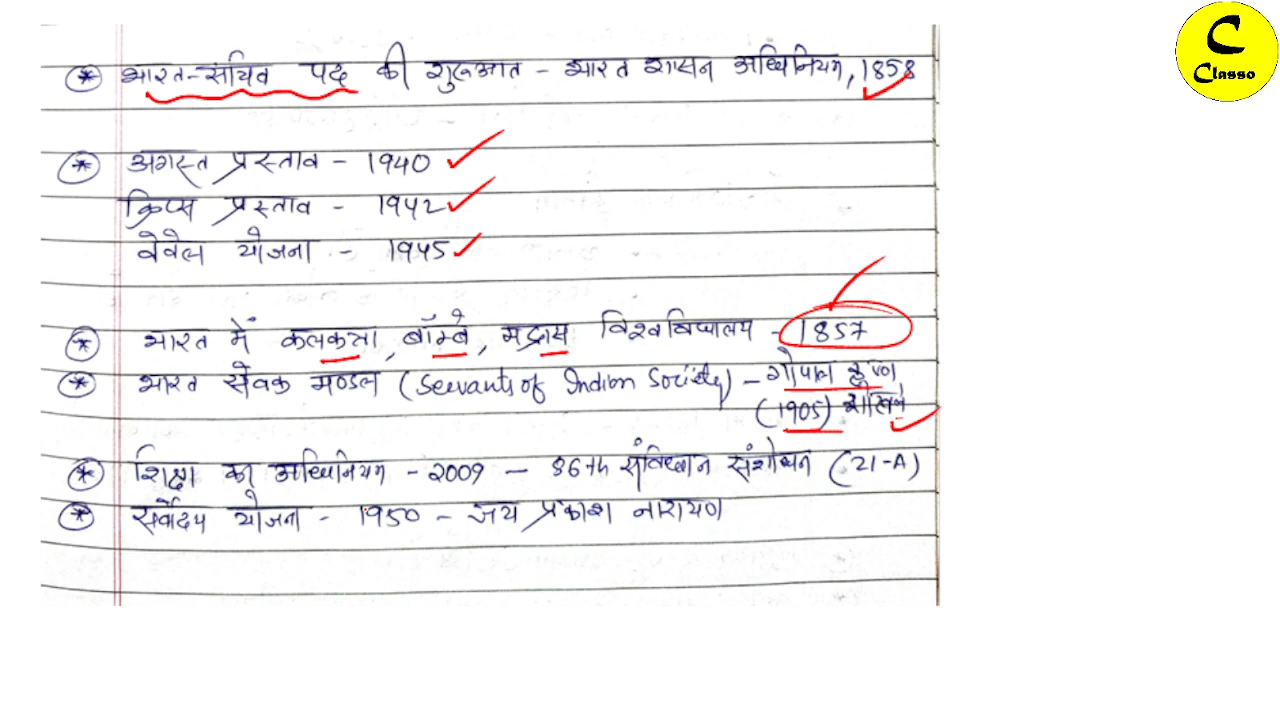 C
Classo
* भारत-सचिव पद की शुरुआत - भारत शासन अधिनियम, 1858
* अगस्त प्रस्ताव - 1940
क्रिप्स प्रस्ताव - 1942
वेवेल योजना - 1945
* भारत में कलकत्ता, बॉम्बे, मद्रास विश्वविद्यालय - 1857
* भारत सेवक मण्डल (Servants of Indian Society) - गोपाल कृष्ण
(1905) गोखले
* शिक्षा का अधिनियम - 2009 - 86th संविधान संशोधन (21-A)
* सर्वोदय योजना - 1950 - जय प्रकाश नारायण